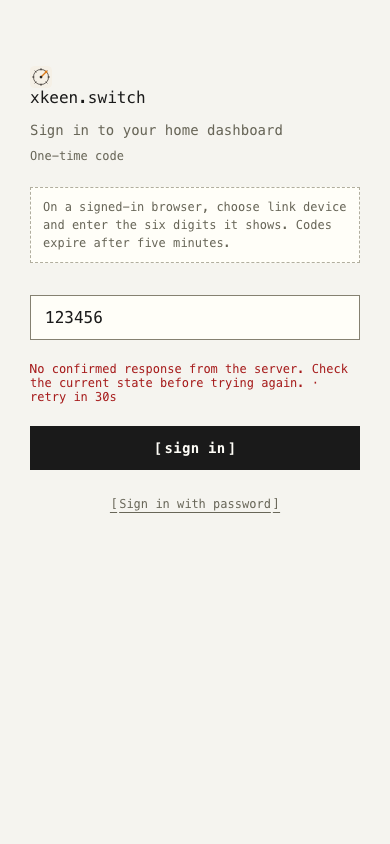 xkeen.switch
Sign in to your home dashboard
One-time code
On a signed-in browser, choose link device
and enter the six digits it shows. Codes
expire after five minutes.
123456
No confirmed response from the server. Check
the current state before trying again. ·
retry in 30s
[sign in]
[Sign in with password]